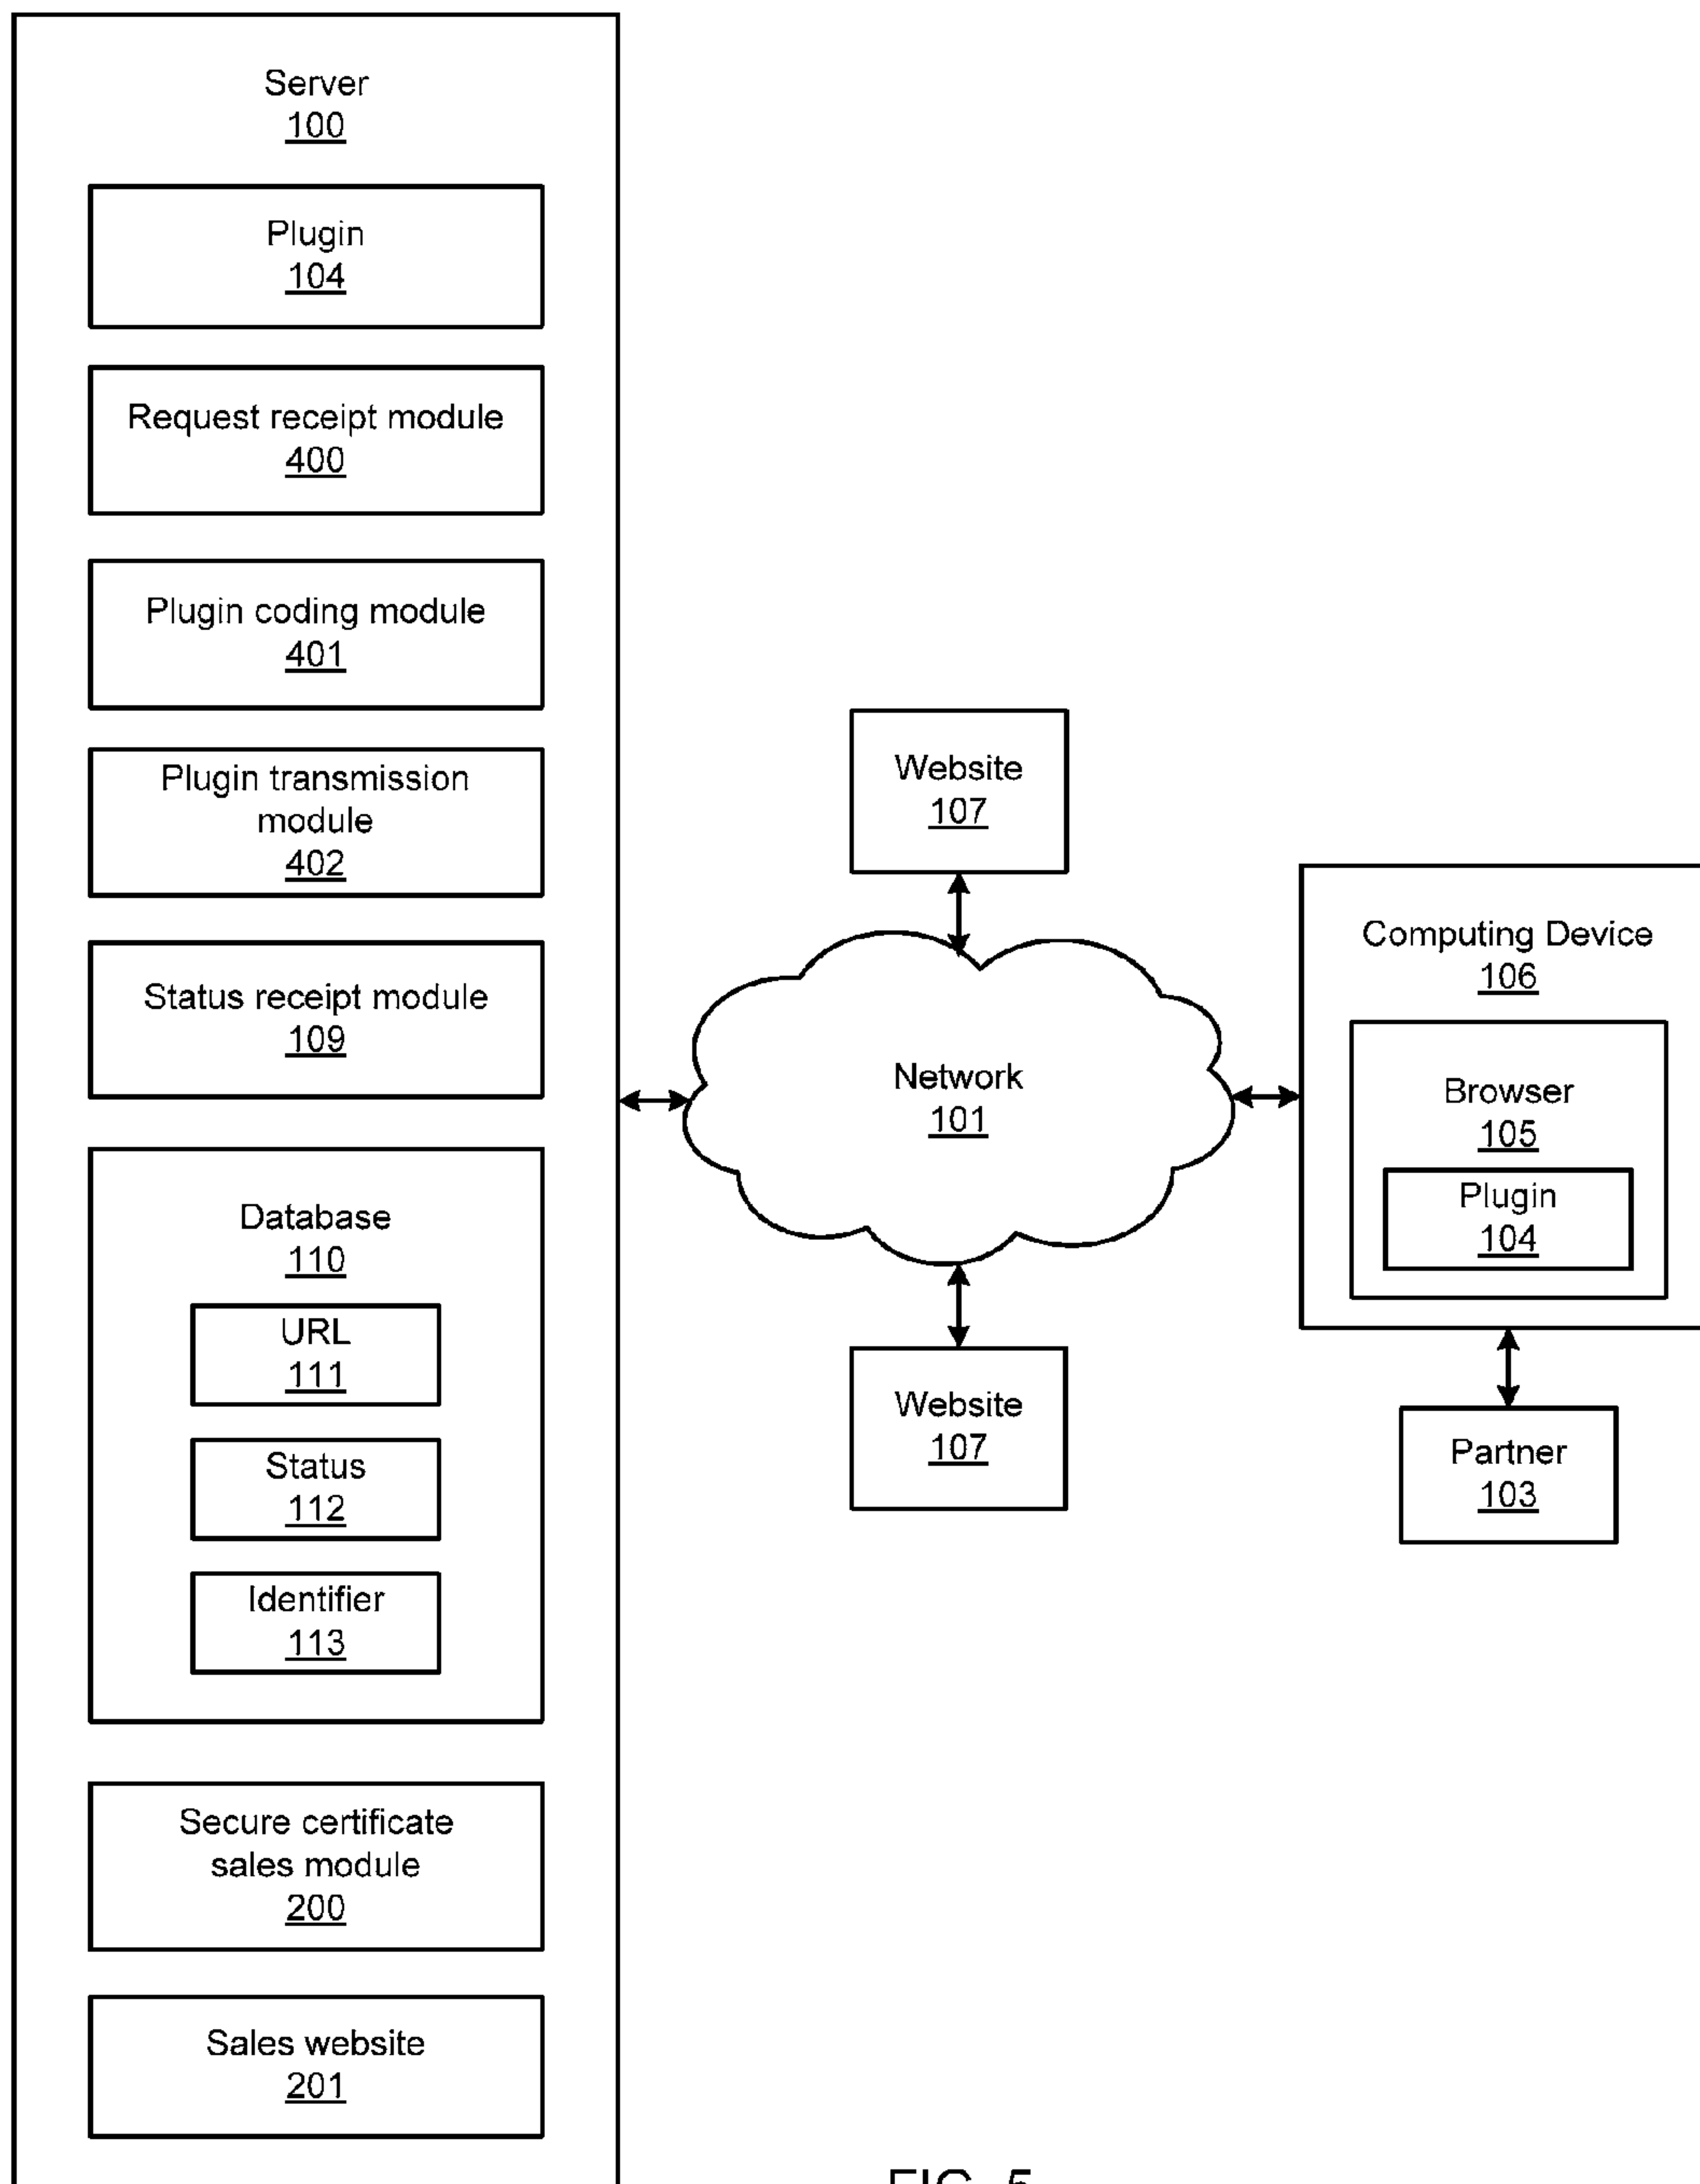 Server
100
Plugin
104
Request receipt module
400
Plugin coding module
401
Plugin transmission
module
402
Status receipt module
109
Database
110
URL
111
Status
112
Identifier
113
Secure certificate
sales module
200
Sales website
201
Website
107
Network
101
Website
107
Computing Device
106
Browser
105
Plugin
104
Partner
103
FIG. 5